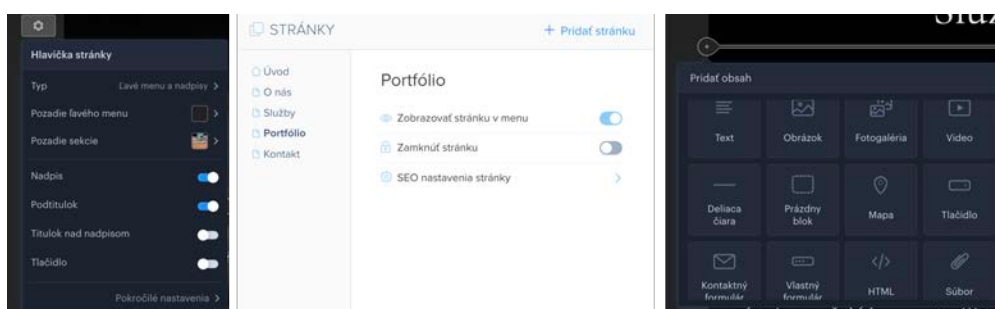 Hlavička stránky
Typ Ľavé menu a nadpisy >
Pozadie ľavého menu >
Pozadie sekcie >
Nadpis
Podtitulok
Titulok nad nadpisom
Tlačidlo
Pokročilé nastavenia >
STRÁNKY + Pridať stránku
Úvod
O nás
Služby
Portfólio
Kontakt
Portfólio
Zobrazovať stránku v menu
Zamknúť stránku
SEO nastavenia stránky >
Pridať obsah
Text Obrázok Fotogaléria Video
Deliaca čiara Prázdny blok Mapa Tlačidlo
Kontaktný formulár Vlastný formulár HTML Súbor